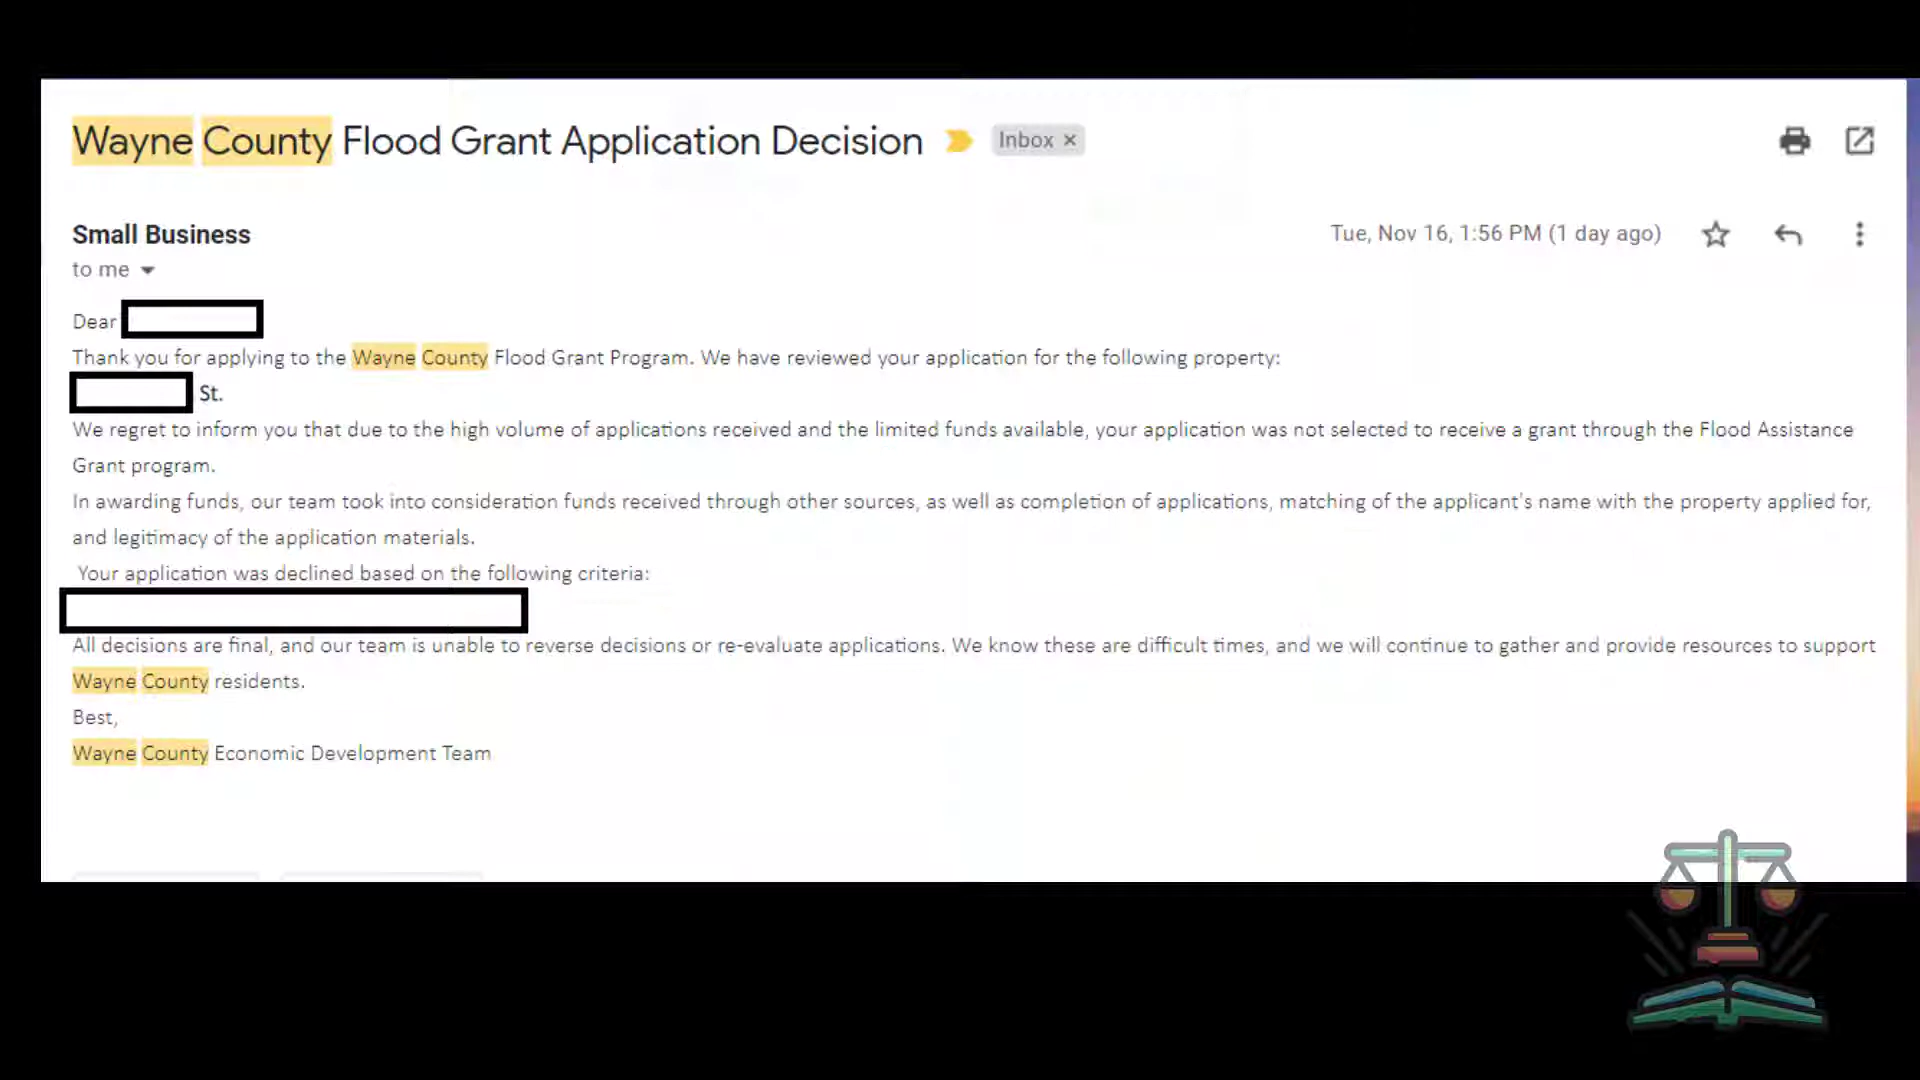 Wayne County Flood Grant Application Decision Inbox ×
Small Business Tue, Nov 16, 1:56 PM (1 day ago)
to me
Dear
Thank you for applying to the Wayne County Flood Grant Program. We have reviewed your application for the following property:
St.
We regret to inform you that due to the high volume of applications received and the limited funds available, your application was not selected to receive a grant through the Flood Assistance
Grant program.
In awarding funds, our team took into consideration funds received through other sources, as well as completion of applications, matching of the applicant's name with the property applied for,
and legitimacy of the application materials.
Your application was declined based on the following criteria:
All decisions are final, and our team is unable to reverse decisions or re-evaluate applications. We know these are difficult times, and we will continue to gather and provide resources to support
Wayne County residents.
Best,
Wayne County Economic Development Team